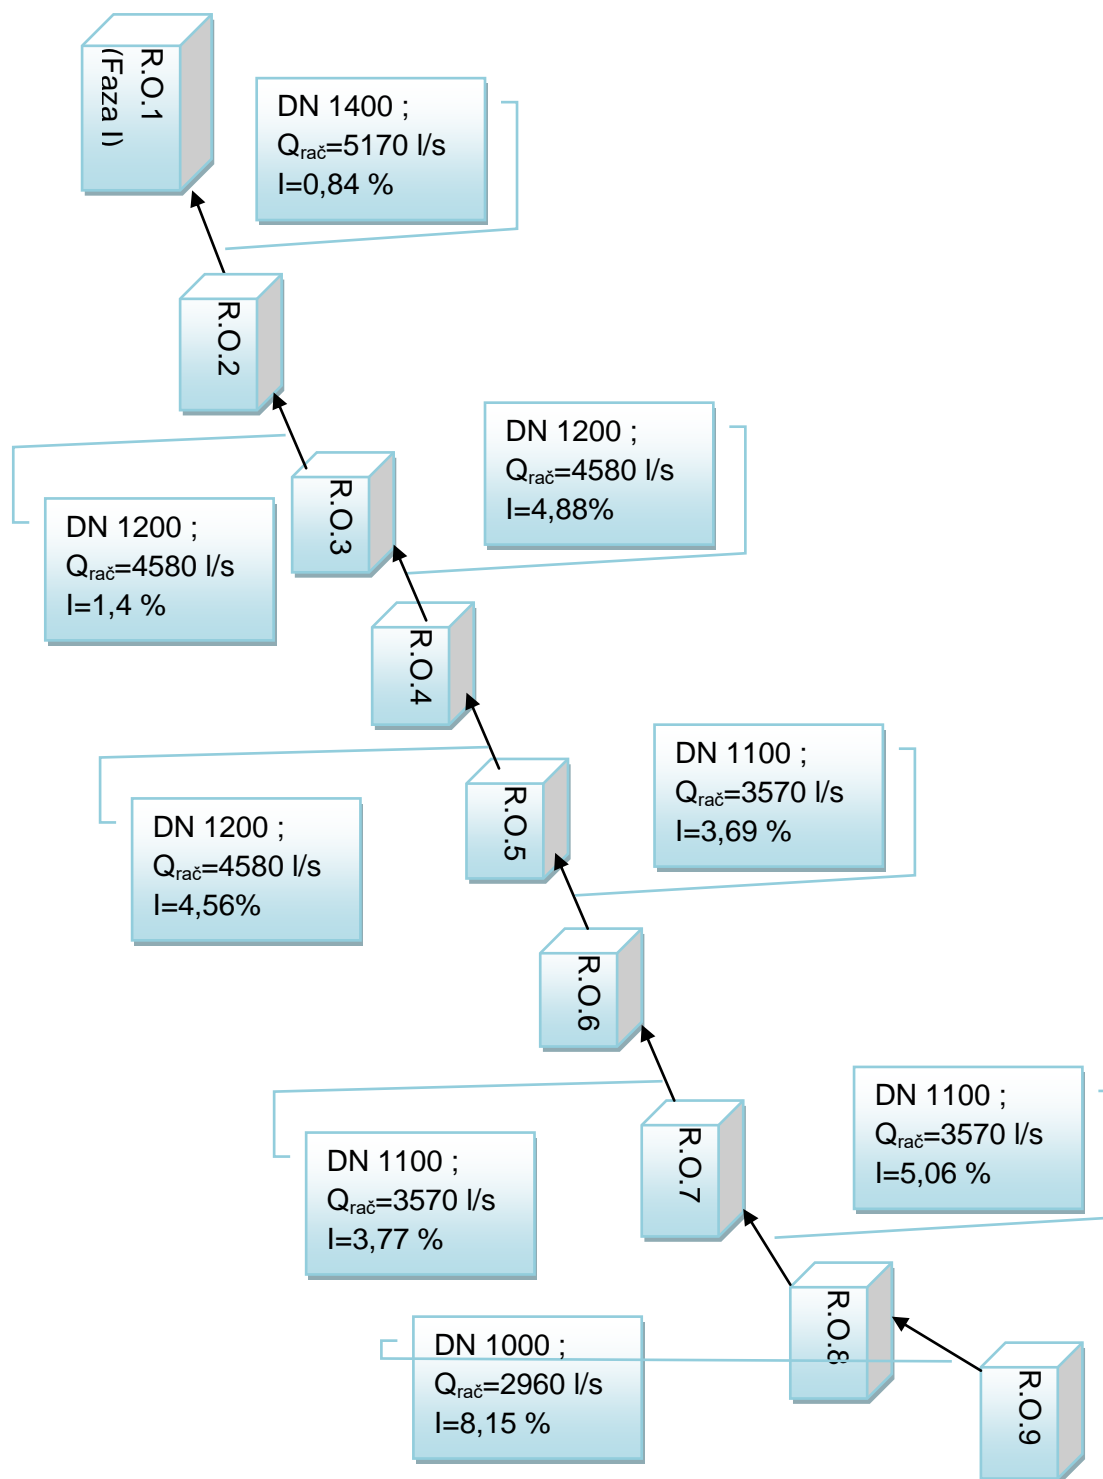 R.O.1
(Faza I)
DN 1400 ;
Qrač=5170 l/s
I=0,84 %
R.O.2
DN 1200 ;
Qrač=4580 l/s
I=4,88%
R.O.3
DN 1200 ;
Qrač=4580 l/s
I=1,4 %
R.O.4
DN 1100 ;
Qrač=3570 l/s
I=3,69 %
R.O.5
DN 1200 ;
Qrač=4580 l/s
I=4,56%
R.O.6
DN 1100 ;
Qrač=3570 l/s
I=5,06 %
R.O.7
DN 1100 ;
Qrač=3570 l/s
I=3,77 %
R.O.8
DN 1000 ;
Qrač=2960 l/s
I=8,15 %
R.O.9